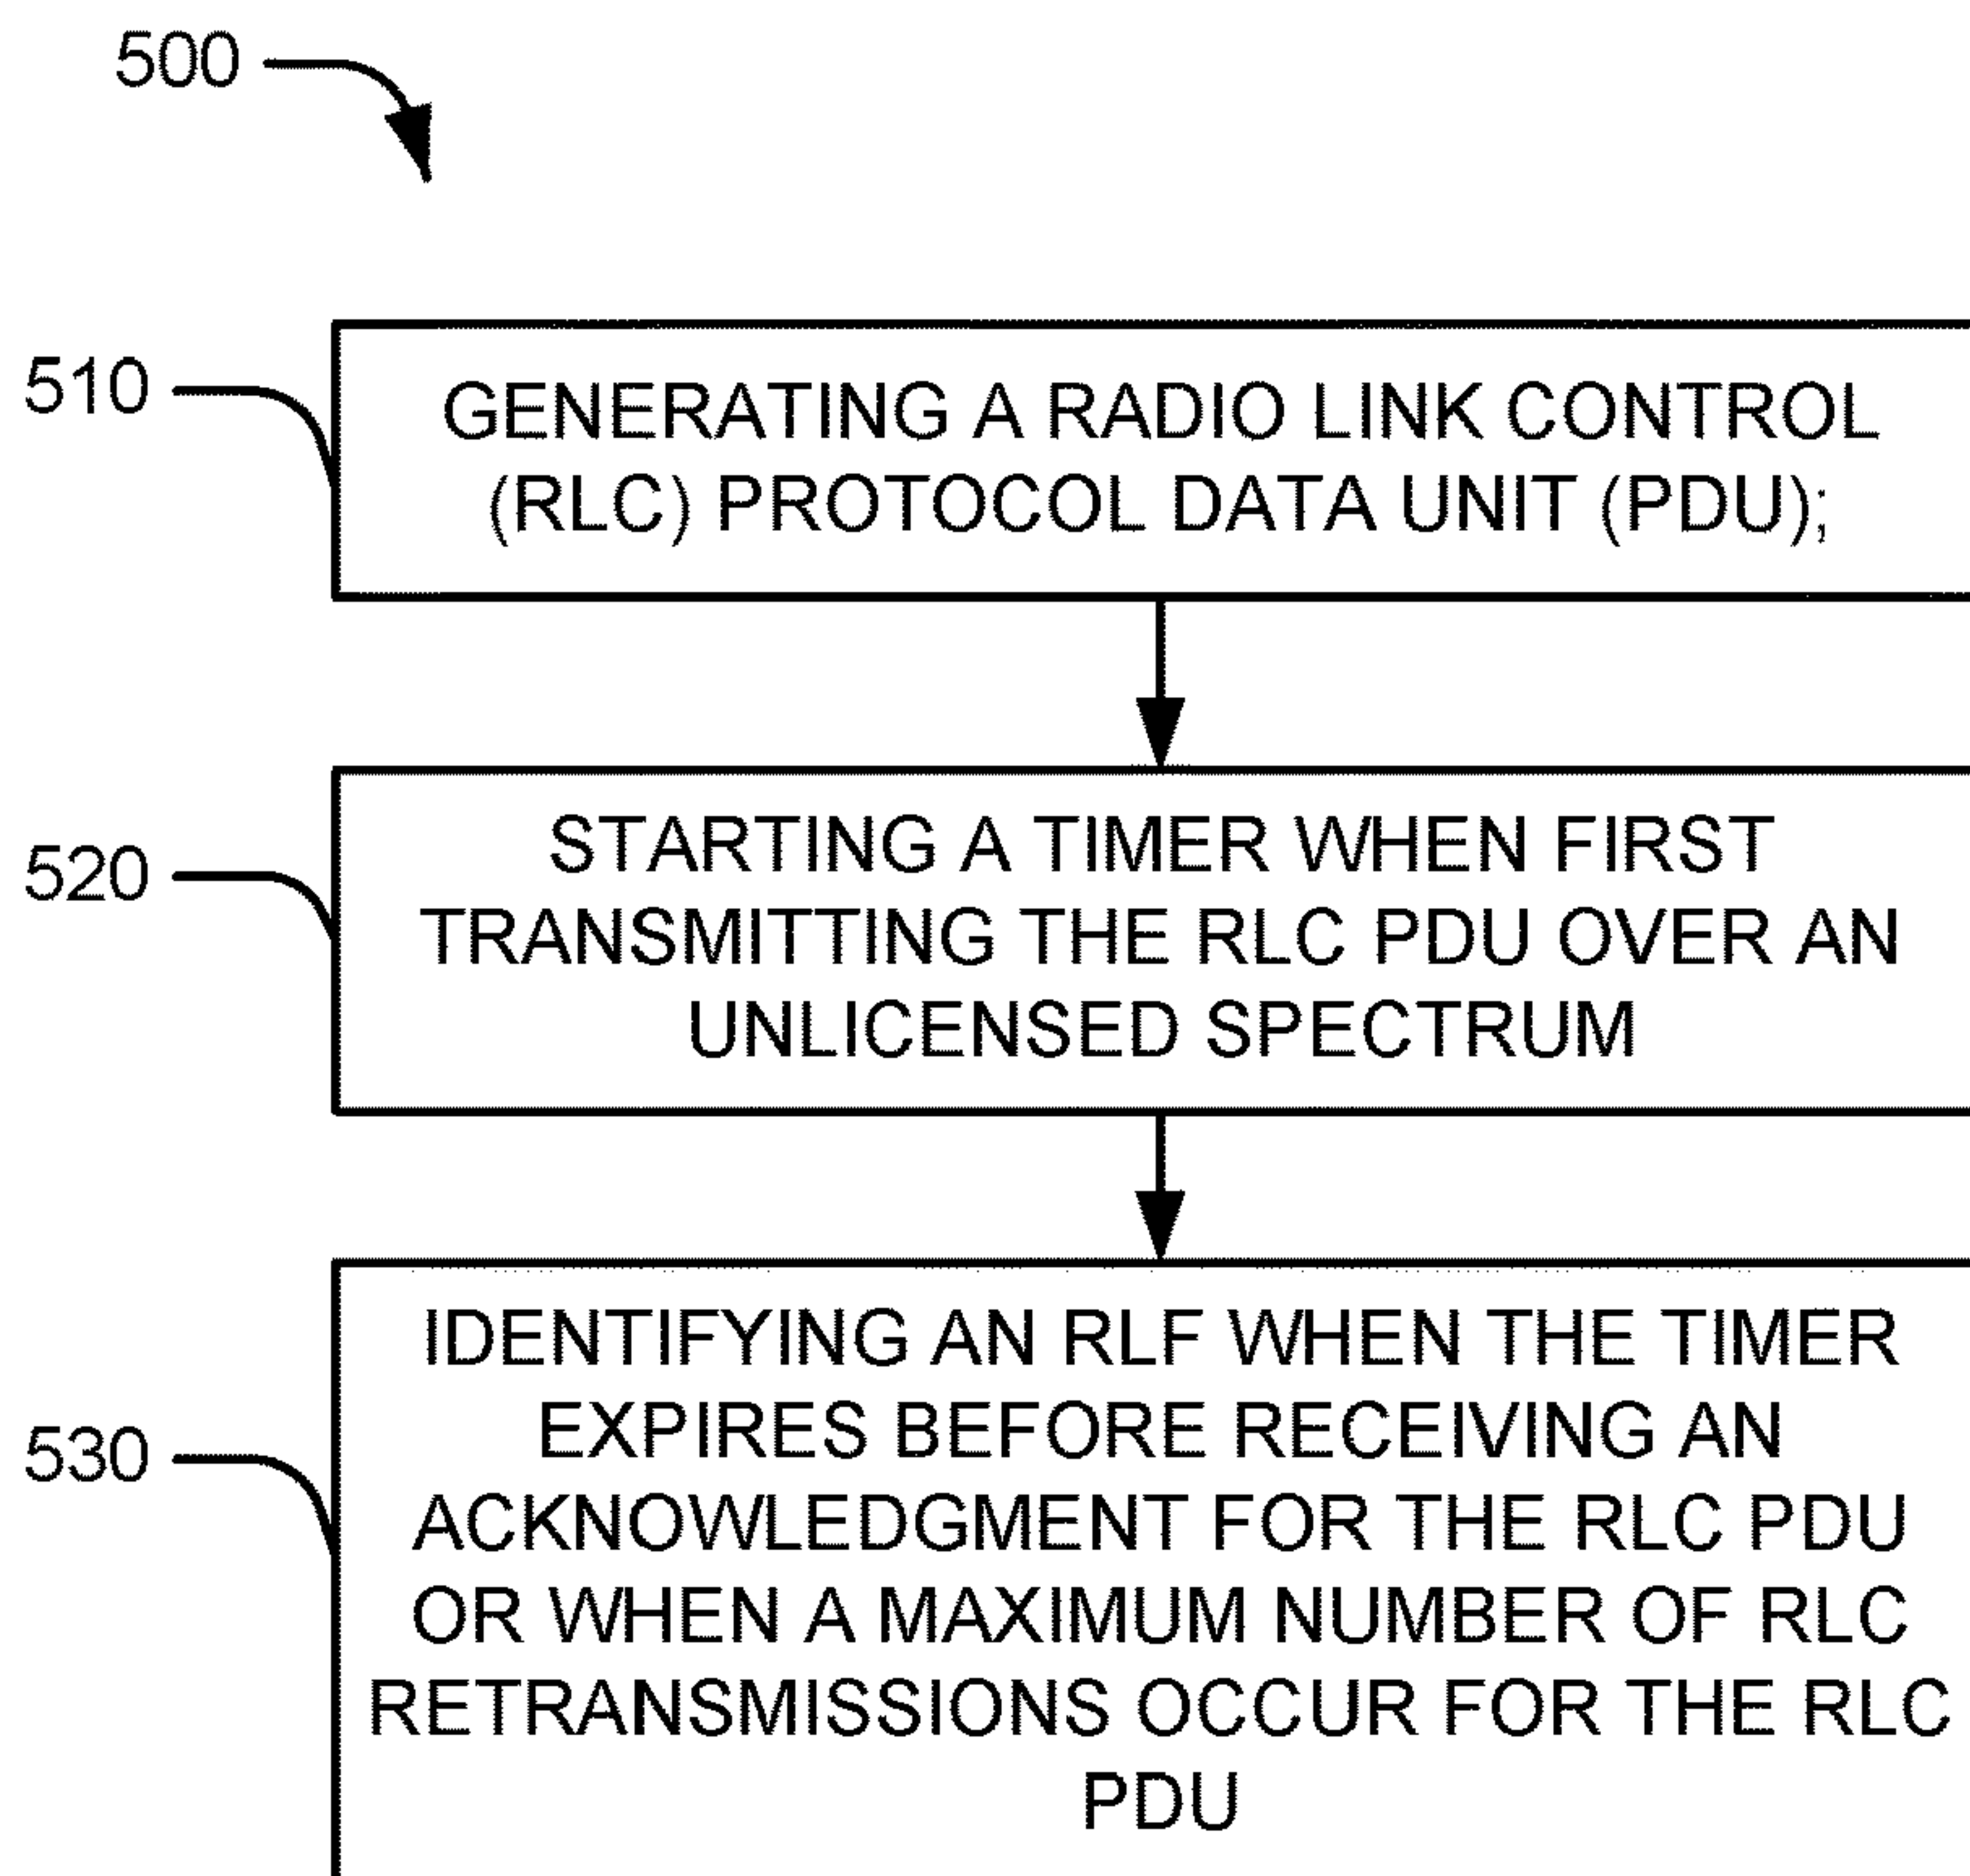 500
510
GENERATING A RADIO LINK CONTROL
(RLC) PROTOCOL DATA UNIT (PDU);
520
STARTING A TIMER WHEN FIRST
TRANSMITTING THE RLC PDU OVER AN
UNLICENSED SPECTRUM
530
IDENTIFYING AN RLF WHEN THE TIMER
EXPIRES BEFORE RECEIVING AN
ACKNOWLEDGMENT FOR THE RLC PDU
OR WHEN A MAXIMUM NUMBER OF RLC
RETRANSMISSIONS OCCUR FOR THE RLC
PDU